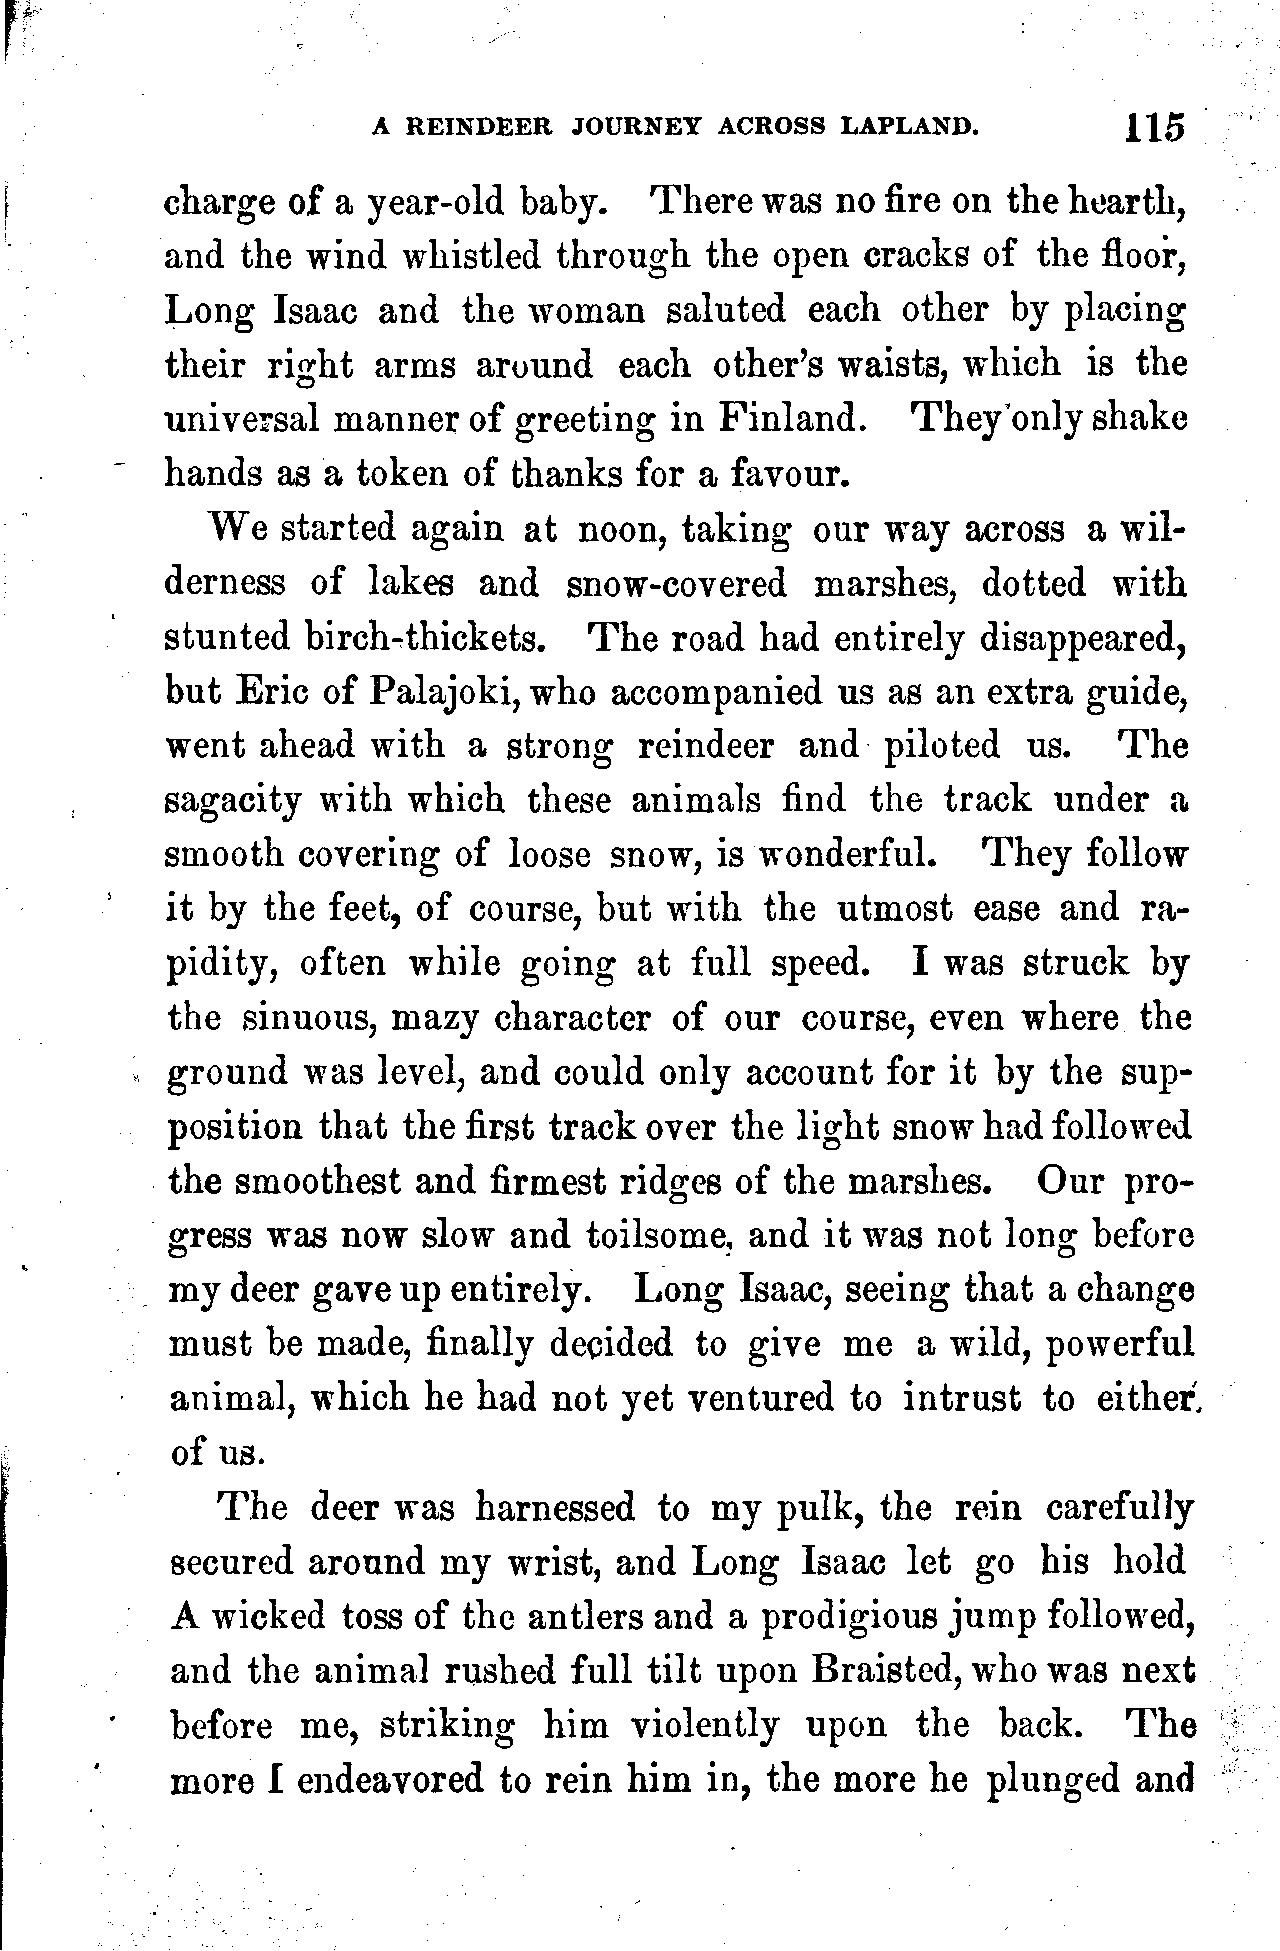 A REINDEER JOURNEY ACROSS LAPLAND. 115
charge of a year-old baby. There was no fire on the hearth,
and the wind whistled through the open cracks of the floor,
Long Isaac and the woman saluted each other by placing
their right arms around each other's waists, which is the
universal manner of greeting in Finland. They only shake
hands as a token of thanks for a favour.
We started again at noon, taking our way across a wil-
derness of lakes and snow-covered marshes, dotted with
stunted birch-thickets. The road had entirely disappeared,
but Eric of Palajoki, who accompanied us as an extra guide,
went ahead with a strong reindeer and piloted us. The
sagacity with which these animals find the track under a
smooth covering of loose snow, is wonderful. They follow
it by the feet, of course, but with the utmost ease and ra-
pidity, often while going at full speed. I was struck by
the sinuous, mazy character of our course, even where the
ground was level, and could only account for it by the sup-
position that the first track over the light snow had followed
the smoothest and firmest ridges of the marshes. Our pro-
gress was now slow and toilsome, and it was not long before
my deer gave up entirely. Long Isaac, seeing that a change
must be made, finally decided to give me a wild, powerful
animal, which he had not yet ventured to intrust to either
of us.
The deer was harnessed to my pulk, the rein carefully
secured around my wrist, and Long Isaac let go his hold
A wicked toss of the antlers and a prodigious jump followed,
and the animal rushed full tilt upon Braisted, who was next
before me, striking him violently upon the back. The
more I endeavored to rein him in, the more he plunged and